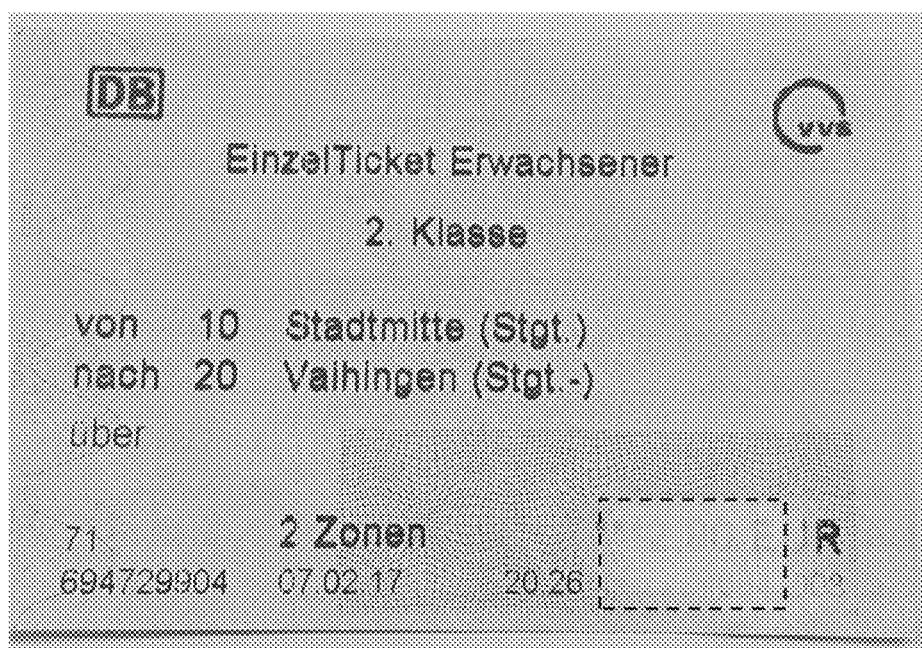 DB
vvs
EinzelTicket Erwachsener
2. Klasse
von 10 Stadtmitte (Stgt.)
nach 20 Vaihingen (Stgt.-)
über
71 2 Zonen R
694729904 07.02.17 20:26